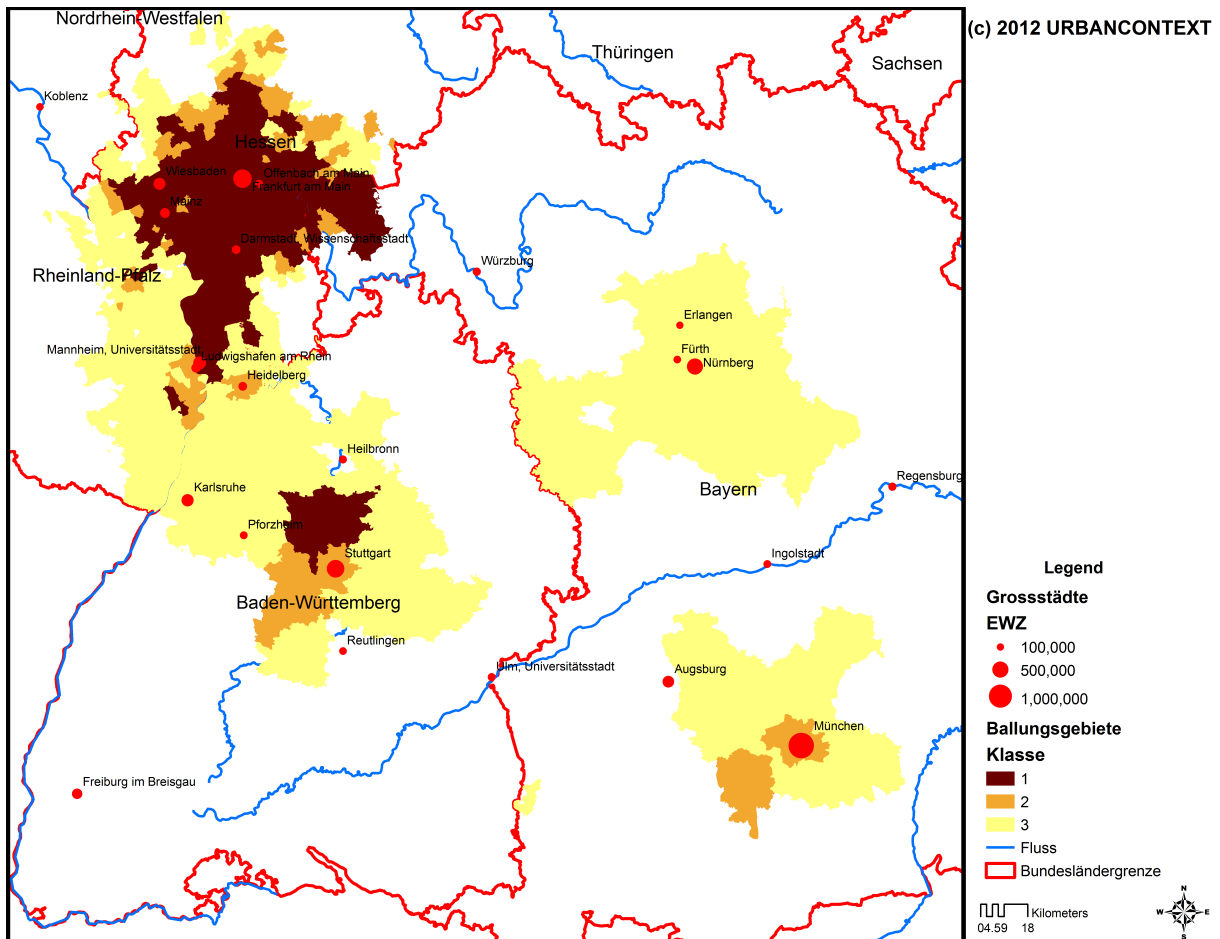 Nordrhein-Westfalen
(c) 2012 URBANCONTEXT
Thüringen
Sachsen
Koblenz
Hessen
Wiesbaden
Offenbach am Main
Frankfurt am Main
Mainz
Darmstadt, Wissenschaftsstadt
Würzburg
Rheinland-Pfalz
Erlangen
Mannheim, Universitätsstadt
Ludwigshafen am Rhein
Fürth
Nürnberg
Heidelberg
Heilbronn
Karlsruhe
Regensburg
Bayern
Pforzheim
Stuttgart
Ingolstadt
Baden-Württemberg
Reutlingen
Ulm, Universitätsstadt
Augsburg
München
Freiburg im Breisgau
Legend
Grossstädte
EWZ
100,000
500,000
1,000,000
Ballungsgebiete
Klasse
1
2
3
Fluss
Bundesländergrenze
N
W E
S
Kilometers
04.59 18